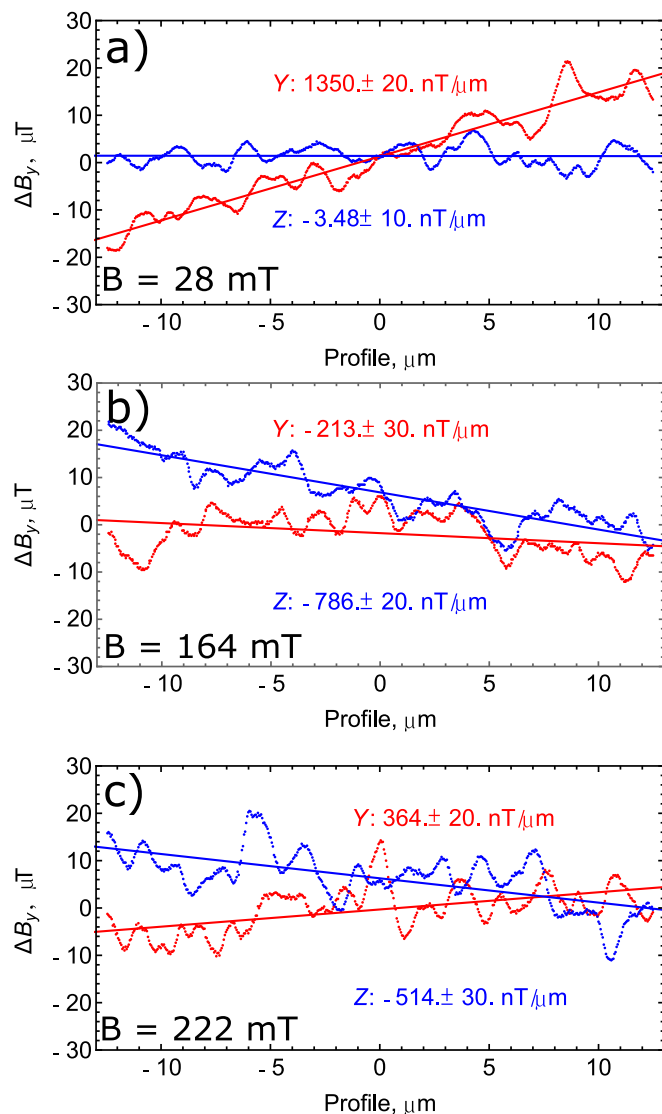 a)
30
20
10
0
- 10
- 20
30
ΔB_y, μT
Y: 1350.± 20. nT/μm
Z: - 3.48± 10. nT/μm
B = 28 mT
- 10 - 5 0 5 10
Profile, μm
b)
30
20
10
0
- 10
- 20
- 30
ΔB_y, μT
Y: - 213.± 30. nT/μm
Z: - 786.± 20. nT/μm
B = 164 mT
- 10 - 5 0 5 10
Profile, μm
c)
30
20
10
0
- 10
- 20
- 30
ΔB_y, μT
Y: 364.± 20. nT/μm
Z: - 514.± 30. nT/μm
B = 222 mT
- 10 - 5 0 5 10
Profile, μm